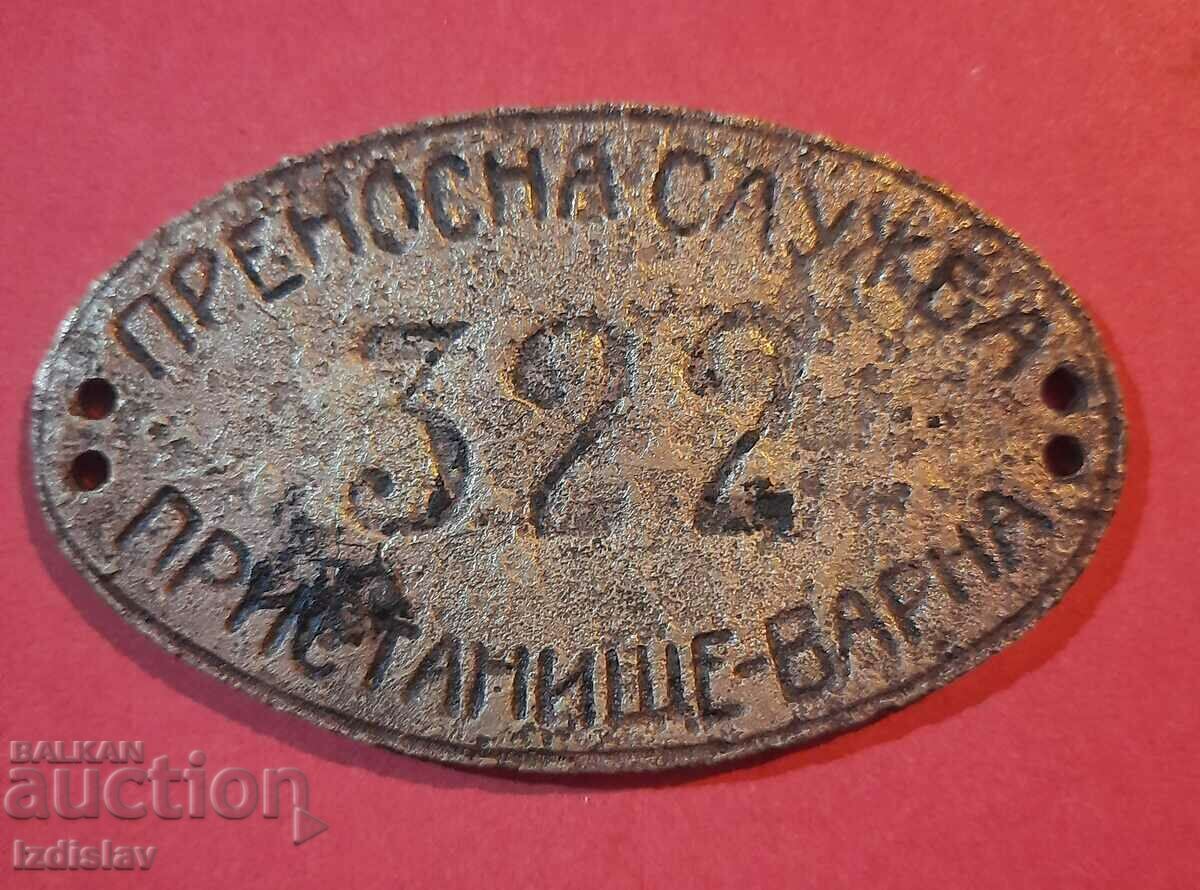 ПРЕНОСНА СЛУЖБА
322
ПРИСТАНИЩЕ-ВАРНА
BALKAN
auction
Izdislav